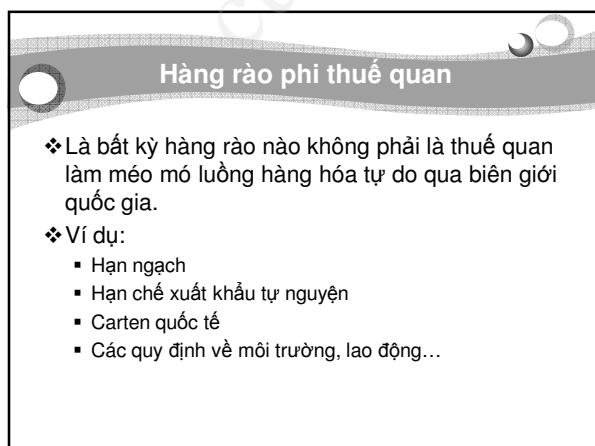 Hàng rào phi thuế quan
❖Là bất kỳ hàng rào nào không phải là thuế quan
làm méo mó luồng hàng hóa tự do qua biên giới
quốc gia.
❖Ví dụ:
▪ Hạn ngạch
▪ Hạn chế xuất khẩu tự nguyện
▪ Carten quốc tế
▪ Các quy định về môi trường, lao động…